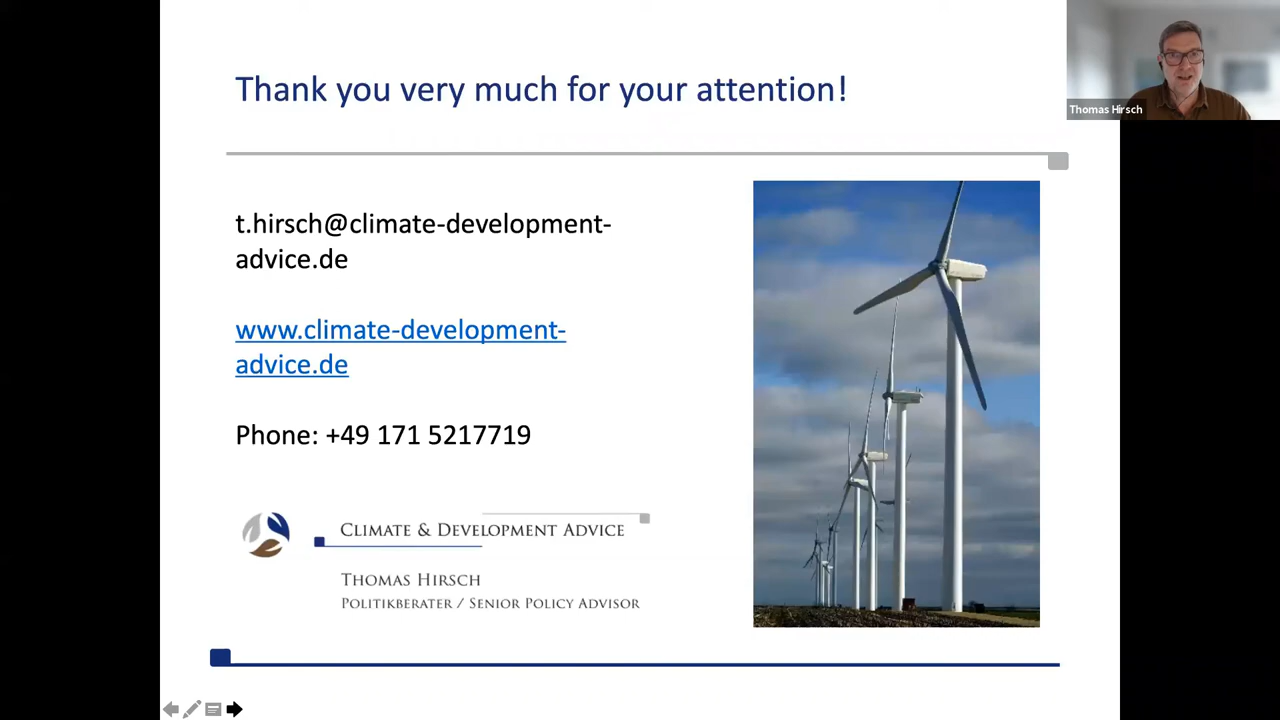 Thank you very much for your attention!
Thomas Hirsch
t.hirsch@climate-development-
advice.de
www.climate-development-
advice.de
Phone: +49 171 5217719
CLIMATE & DEVELOPMENT ADVICE
THOMAS HIRSCH
POLITIKBERATER / SENIOR POLICY ADVISOR